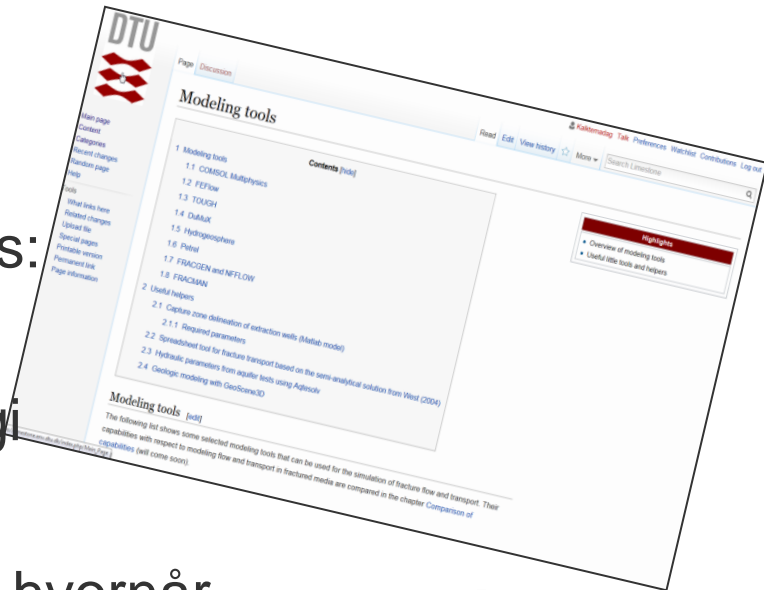 DTU
Page Discussion
Kalktemadag Talk Preferences Watchlist Contributions Log out
Read Edit View history More Search Limestone
Modeling tools
Main page
Content
Categories
Recent changes
Random page
Help
Tools
What links here
Related changes
Upload file
Special pages
Printable version
Permanent link
Page information
Contents [hide]
1 Modeling tools
1.1 COMSOL Multiphysics
1.2 FEFlow
1.3 TOUGH
1.4 DuMuX
1.5 Hydrogeosphere
1.6 Petrel
1.7 FRACGEN and NFFLOW
1.8 FRACMAN
2 Useful helpers
2.1 Capture zone delineation of extraction wells (Matlab model)
2.1.1 Required parameters
2.2 Spreadsheet tool for fracture transport based on the semi-analytical solution from West (2004)
2.3 Hydraulic parameters from aquifer tests using Aqtesolv
2.4 Geologic modeling with GeoScene3D
Highlights
Overview of modeling tools
Useful little tools and helpers
Modeling tools [edit]
The following list shows some selected modeling tools that can be used for the simulation of fracture flow and transport. Their
capabilities with respect to modeling flow and transport in fractured media are compared in the chapter Comparison of
capabilities (will come soon).
s:
gi
hvornår